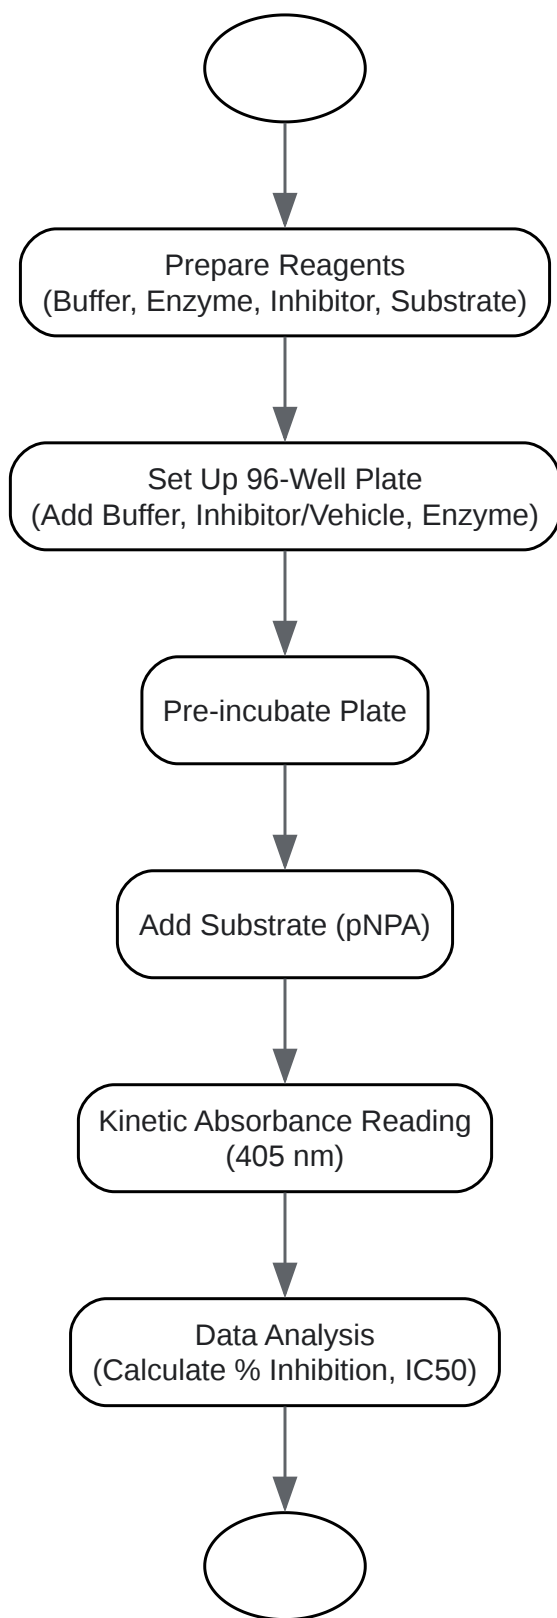 Prepare Reagents
(Buffer, Enzyme, Inhibitor, Substrate)
Set Up 96-Well Plate
(Add Buffer, Inhibitor/Vehicle, Enzyme)
Pre-incubate Plate
Add Substrate (pNPA)
Kinetic Absorbance Reading
(405 nm)
Data Analysis
(Calculate % Inhibition, IC50)